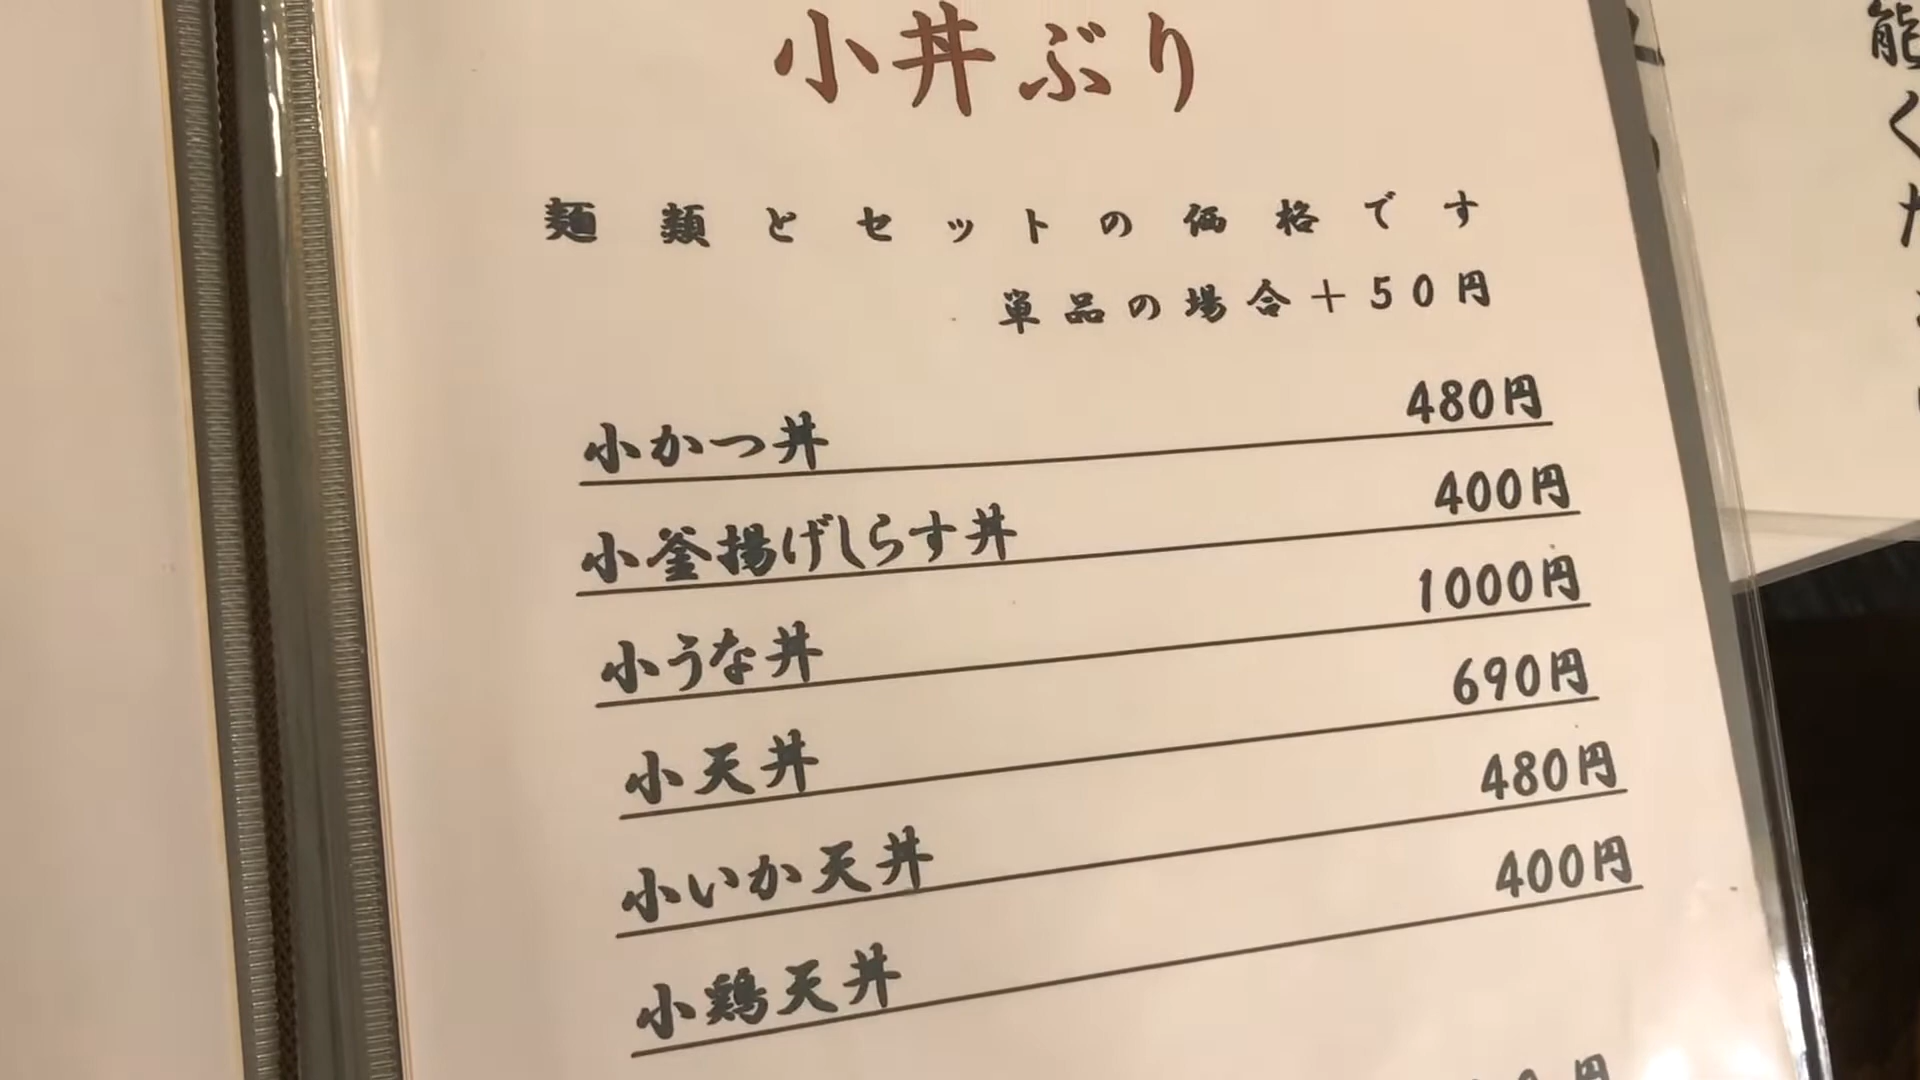 小丼ぶり
麺類とセットの価格です
単品の場合+50円
小かつ丼 480円
小釜揚げしらす丼 400円
小うな丼 1000円
小天丼 690円
小いか天丼 480円
小鶏天丼 400円
能
く